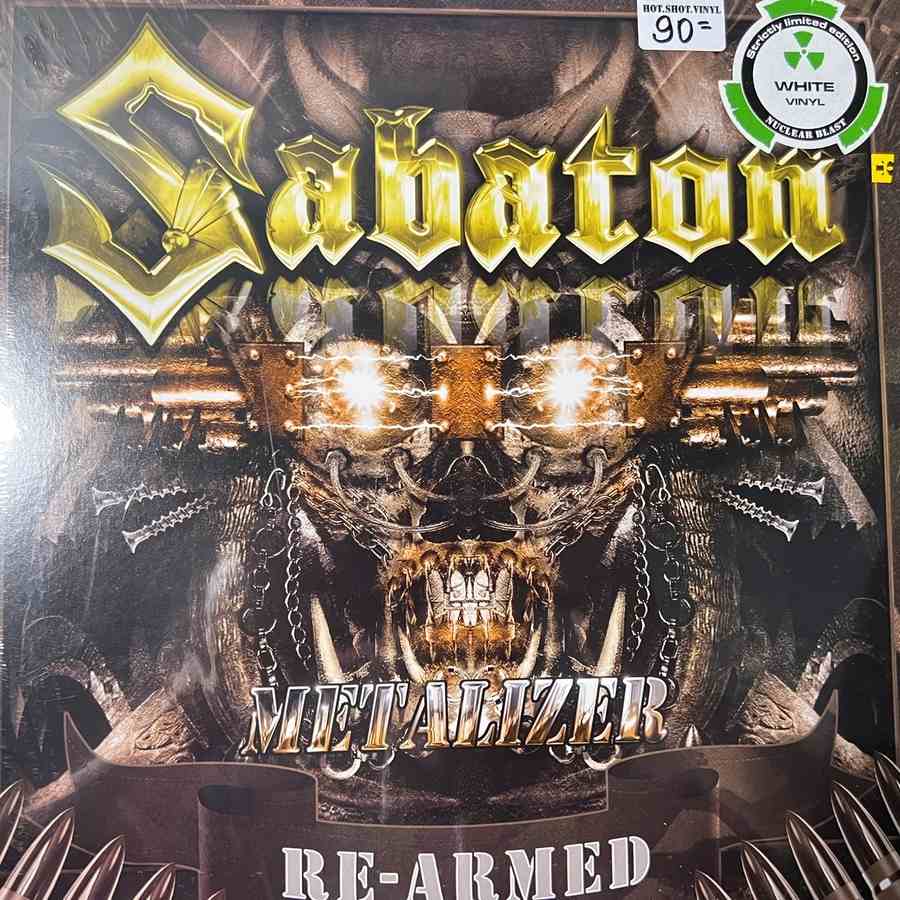 HOT.SHOT.VINYL
90=
Strictly limited edition
WHITE
VINYL
NUCLEAR BLAST
Sabaton
METALIZER
RE-ARMED